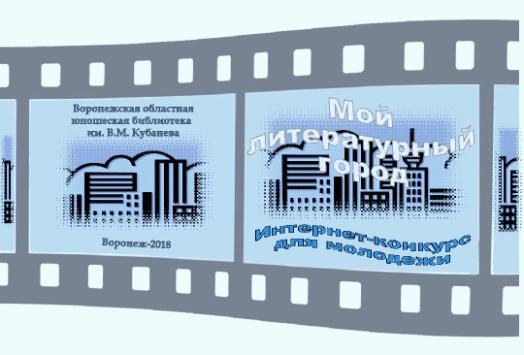 Воронежская областная
юношеская библиотека
им. В.М. Кубанева
Воронеж-2018
Мой
литературный
город
Интернет-конкурс
для молодежи